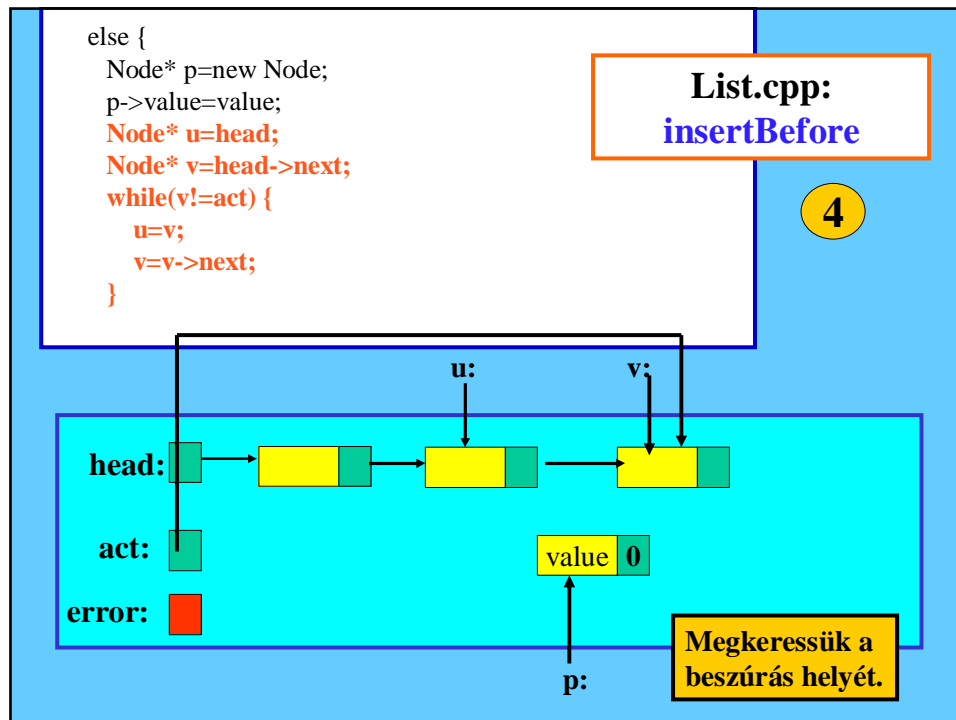 else {
Node* p=new Node;
p->value=value;
Node* u=head;
Node* v=head->next;
while(v!=act) {
u=v;
v=v->next;
}
List.cpp:
insertBefore
4
u:
v:
head:
act:
value 0
error:
p:
Megkeressük a
beszúrás helyét.